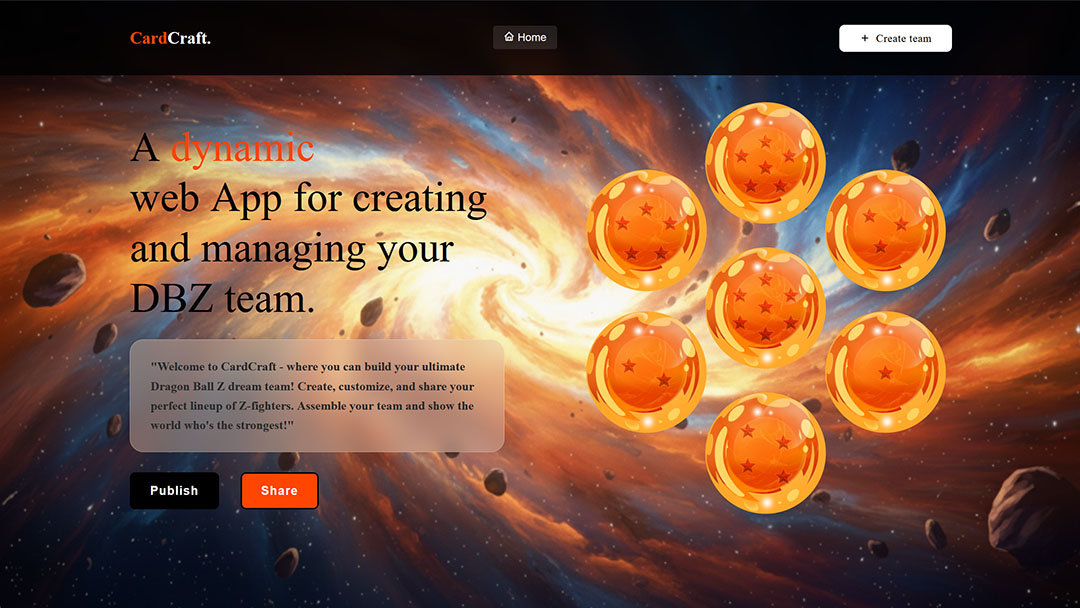 CardCraft.
Home
+ Create team
A dynamic
web App for creating
and managing your
DBZ team.
"Welcome to CardCraft - where you can build your ultimate
Dragon Ball Z dream team! Create, customize, and share your
perfect lineup of Z-fighters. Assemble your team and show the
world who's the strongest!"
Publish
Share